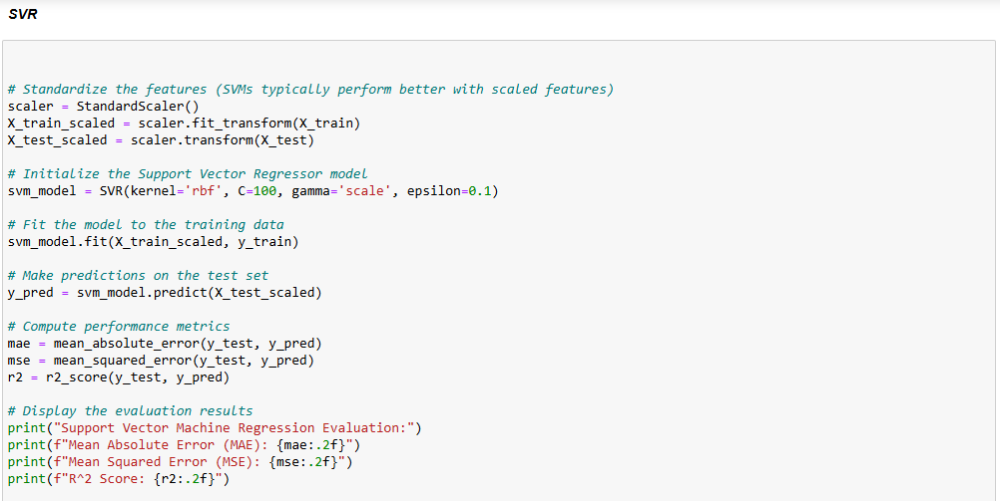 SVR
# Standardize the features (SVMs typically perform better with scaled features)
scaler = StandardScaler()
X_train_scaled = scaler.fit_transform(X_train)
X_test_scaled = scaler.transform(X_test)
# Initialize the Support Vector Regressor model
svm_model = SVR(kernel='rbf', C=100, gamma='scale', epsilon=0.1)
# Fit the model to the training data
svm_model.fit(X_train_scaled, y_train)
# Make predictions on the test set
y_pred = svm_model.predict(X_test_scaled)
# Compute performance metrics
mae = mean_absolute_error(y_test, y_pred)
mse = mean_squared_error(y_test, y_pred)
r2 = r2_score(y_test, y_pred)
# Display the evaluation results
print("Support Vector Machine Regression Evaluation:")
print(f"Mean Absolute Error (MAE): {mae:.2f}")
print(f"Mean Squared Error (MSE): {mse:.2f}")
print(f"R^2 Score: {r2:.2f}")